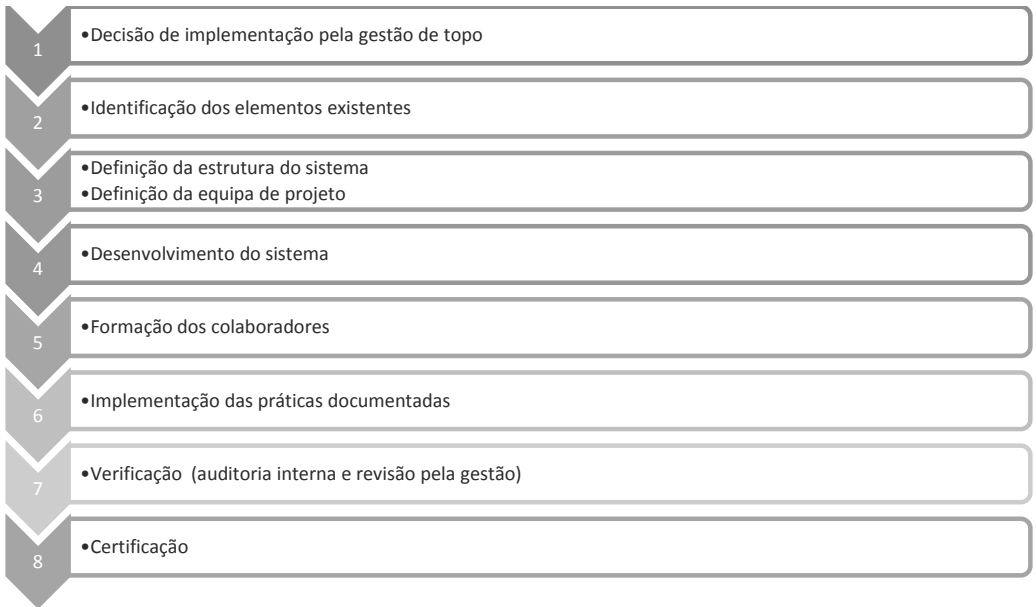 1
•Decisão de implementação pela gestão de topo
2
•Identificação dos elementos existentes
3
•Definição da estrutura do sistema
•Definição da equipa de projeto
4
•Desenvolvimento do sistema
5
•Formação dos colaboradores
6
•Implementação das práticas documentadas
7
•Verificação (auditoria interna e revisão pela gestão)
8
•Certificação